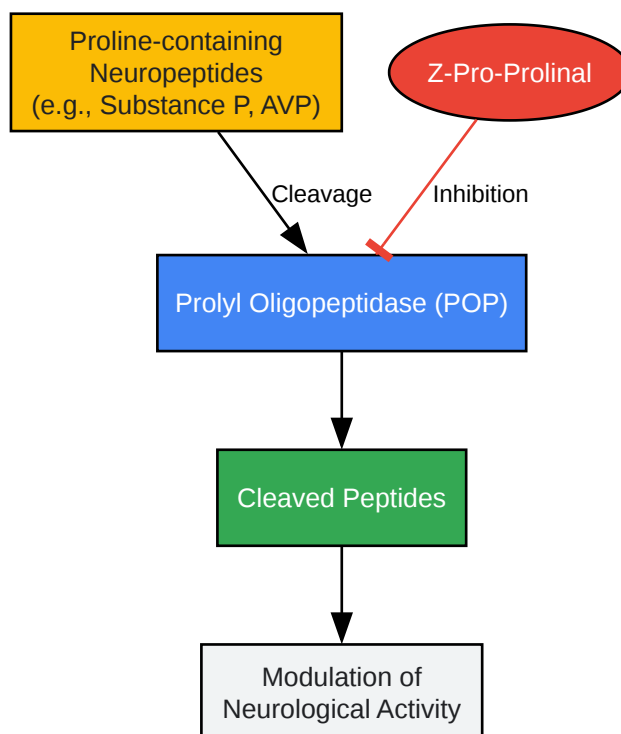 Proline-containing
Neuropeptides
(e.g., Substance P, AVP)
Z-Pro-Prolinal
Cleavage
Inhibition
Prolyl Oligopeptidase (POP)
Cleaved Peptides
Modulation of
Neurological Activity